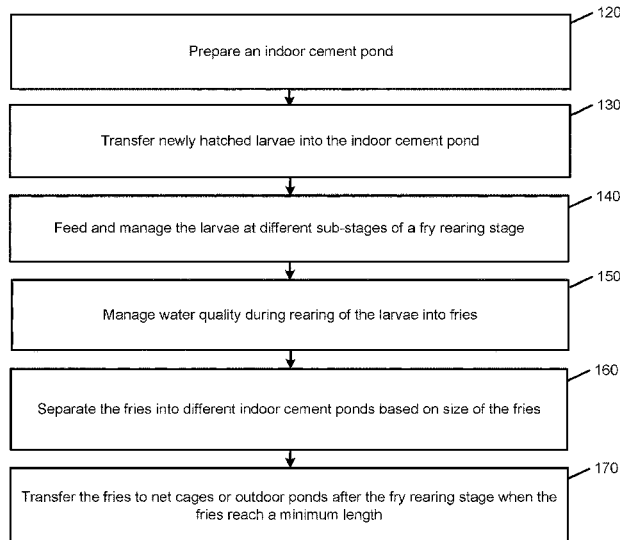 120
Prepare an indoor cement pond
130
Transfer newly hatched larvae into the indoor cement pond
140
Feed and manage the larvae at different sub-stages of a fry rearing stage
150
Manage water quality during rearing of the larvae into fries
160
Separate the fries into different indoor cement ponds based on size of the fries
170
Transfer the fries to net cages or outdoor ponds after the fry rearing stage when the
fries reach a minimum length